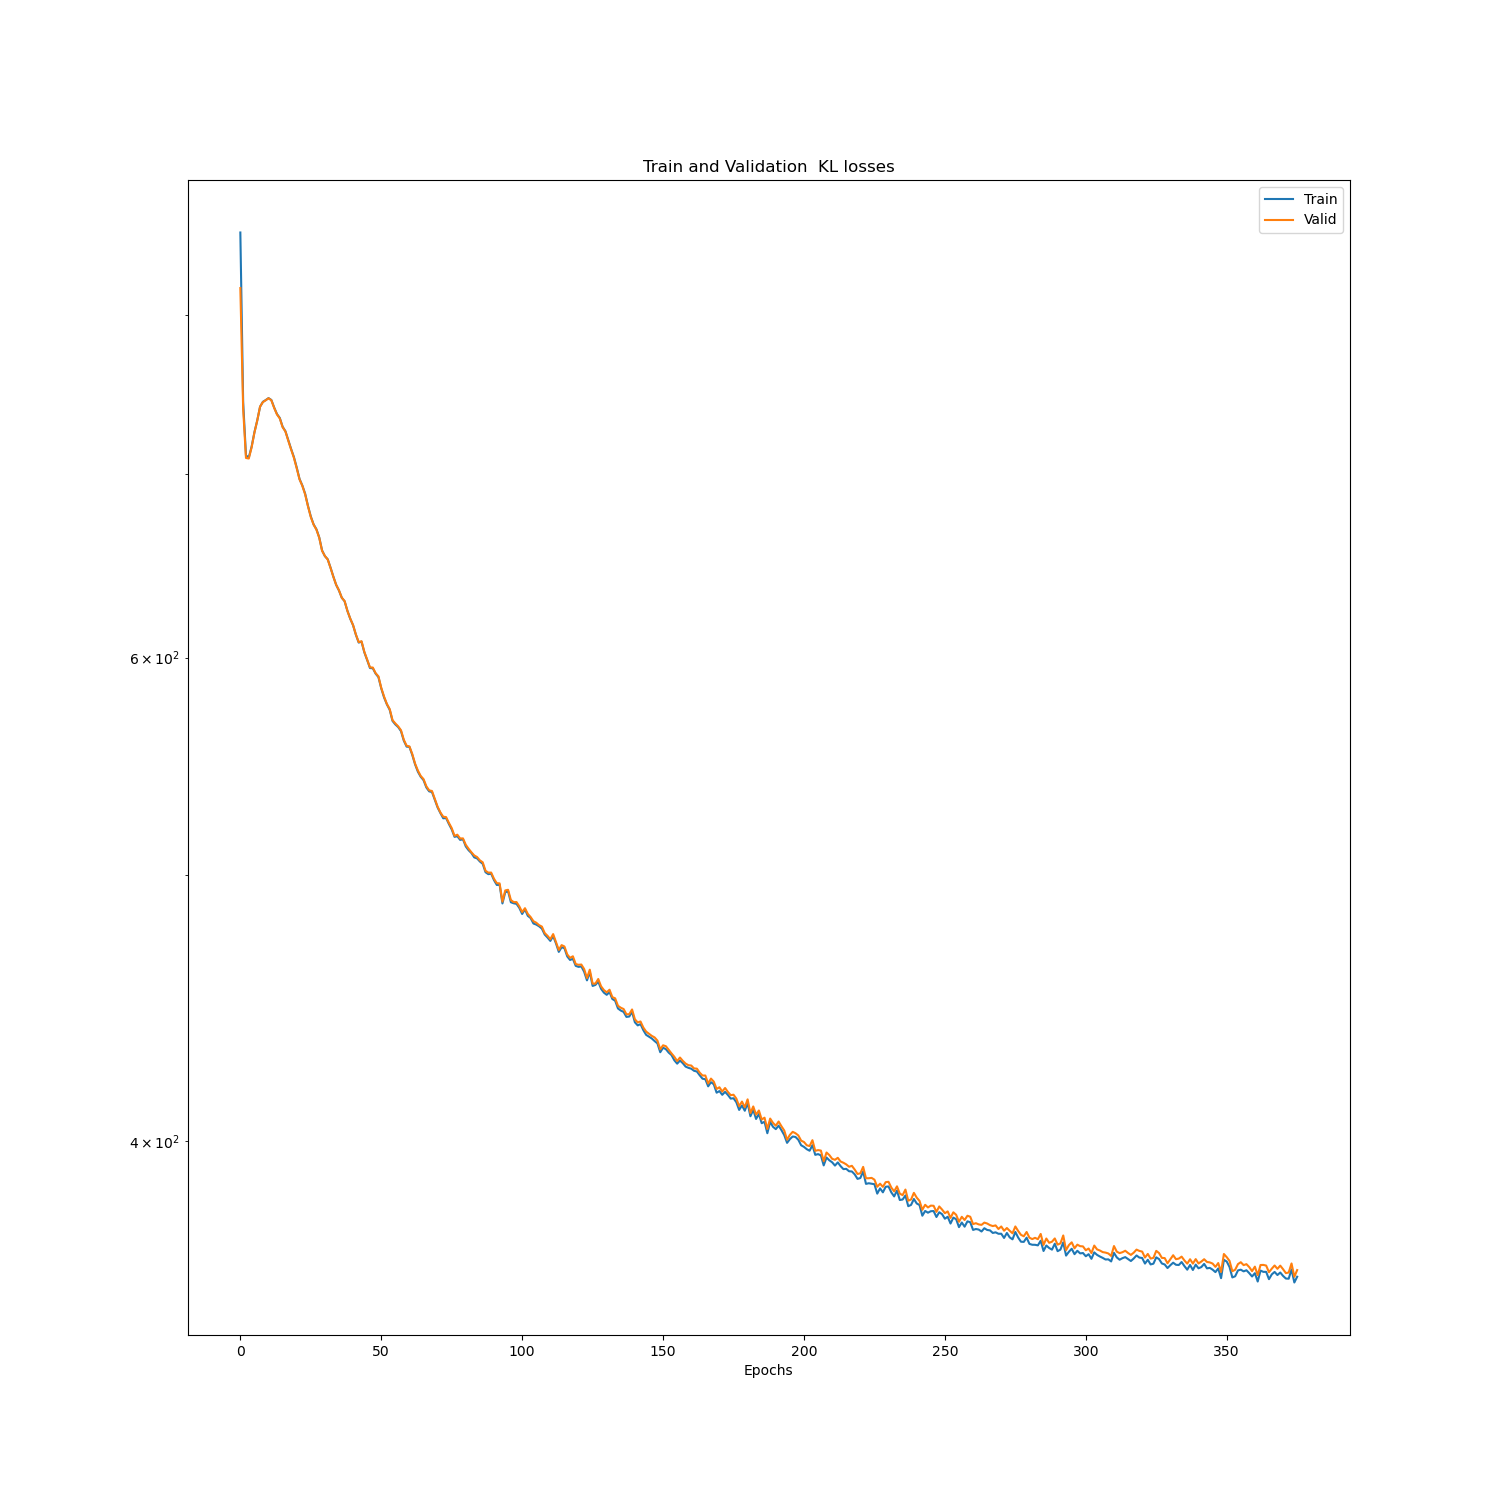 Train and Validation  KL losses
Train
Valid
6 × 10²
4 × 10²
0 50 100 150 200 250 300 350
Epochs